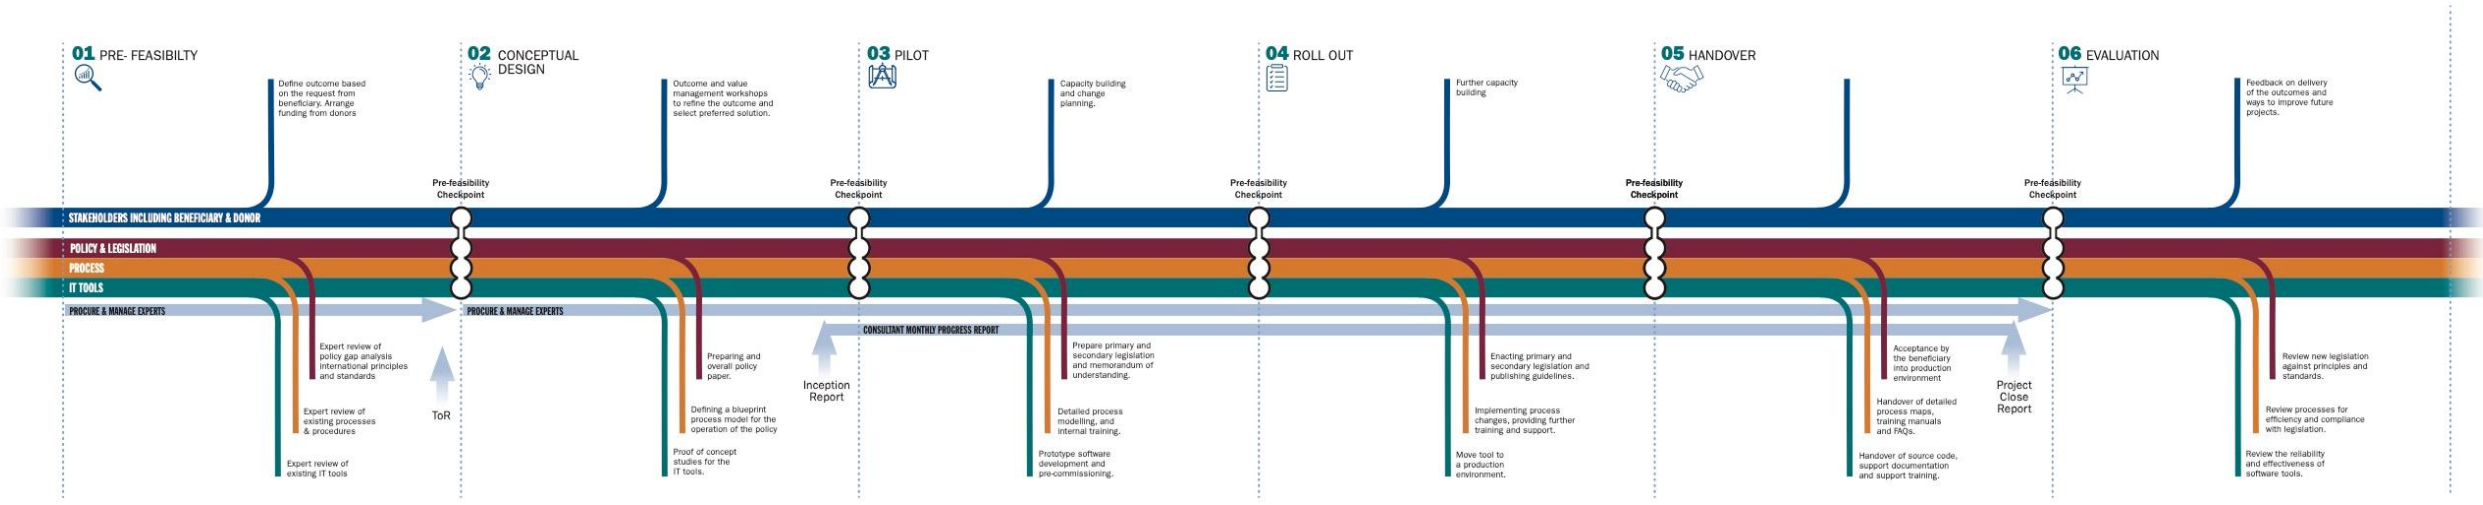 01 PRE- FEASIBILTY
02 CONCEPTUAL
DESIGN
03 PILOT
04 ROLL OUT
05 HANDOVER
06 EVALUATION
Define outcome based
on the request from
beneficiary. Arrange
funding from donors
Outcome and value
management workshops
to refine the outcome and
select preferred solution.
Capacity building
and change
planning.
Further capacity
building
Feedback on delivery
of the outcomes and
ways to improve future
projects.
Pre-feasibility
Checkpoint
Pre-feasibility
Checkpoint
Pre-feasibility
Checkpoint
Pre-feasibility
Checkpoint
Pre-feasibility
Checkpoint
STAKEHOLDERS INCLUDING BENEFICIARY & DONOR
POLICY & LEGISLATION
PROCESS
IT TOOLS
PROCURE & MANAGE EXPERTS
PROCURE & MANAGE EXPERTS
CONSULTANT MONTHLY PROGRESS REPORT
Expert review of
policy gap analysis
international principles
and standards
Expert review of
existing processes
& procedures
Expert review of
existing IT tools
ToR
Preparing and
overall policy
paper.
Defining a blueprint
process model for the
operation of the policy
Proof of concept
studies for the
IT tools.
Inception
Report
Prepare primary and
secondary legislation
and memorandum of
understanding.
Detailed process
modelling, and
internal training.
Prototype software
development and
pre-commissioning.
Enacting primary and
secondary legislation and
publishing guidelines.
Implementing process
changes, providing further
training and support.
Move tool to
a production
environment.
Acceptance by
the beneficiary
into production
environment
Handover of detailed
process maps,
training manuals
and FAQs.
Handover of source code,
support documentation
and support training.
Project
Close
Report
Review new legislation
against principles and
standards.
Review processes for
efficiency and compliance
with legislation.
Review the reliability
and effectiveness of
software tools.